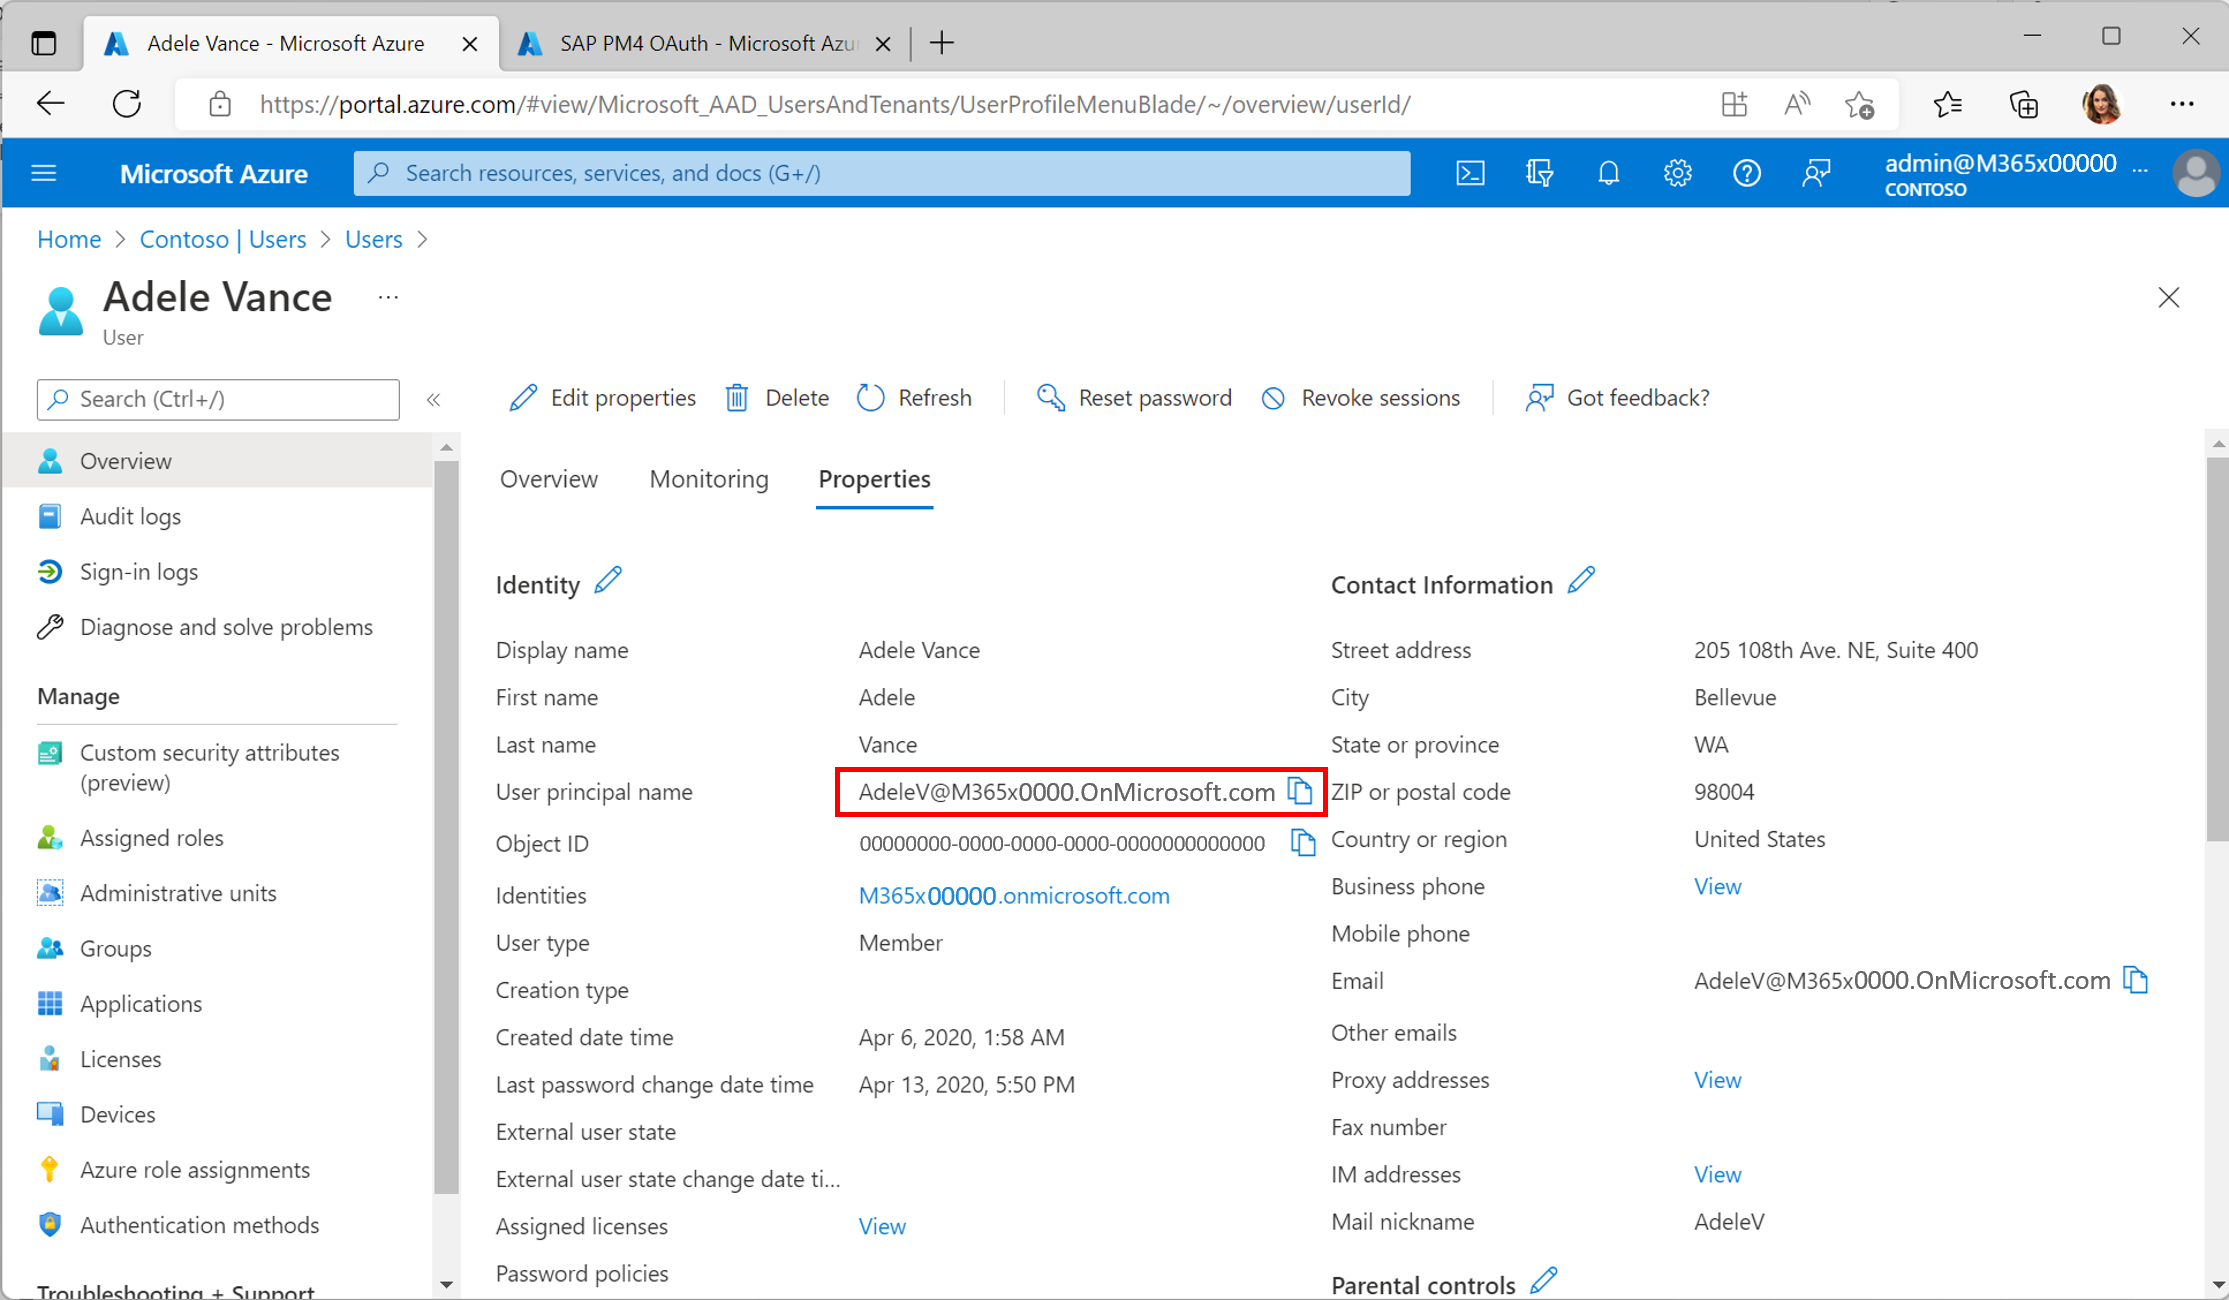 Adele Vance - Microsoft Azure
SAP PM4 OAuth - Microsoft Azu
https://portal.azure.com/#view/Microsoft_AAD_UsersAndTenants/UserProfileMenuBlade/~/overview/userId/
Microsoft Azure
Search resources, services, and docs (G+/)
admin@M365x00000 ...
CONTOSO
Home > Contoso | Users > Users >
Adele Vance ...
User
Search (Ctrl+/)
Edit properties Delete Refresh Reset password Revoke sessions Got feedback?
Overview
Audit logs
Sign-in logs
Diagnose and solve problems
Manage
Custom security attributes
(preview)
Assigned roles
Administrative units
Groups
Applications
Licenses
Devices
Azure role assignments
Authentication methods
Troubleshooting + Support
Overview Monitoring Properties
Identity
Display name Adele Vance
First name Adele
Last name Vance
User principal name AdeleV@M365x0000.OnMicrosoft.com
Object ID 00000000-0000-0000-0000-0000000000000
Identities M365x00000.onmicrosoft.com
User type Member
Creation type
Created date time Apr 6, 2020, 1:58 AM
Last password change date time Apr 13, 2020, 5:50 PM
External user state
External user state change date ti...
Assigned licenses View
Password policies
Contact Information
Street address 205 108th Ave. NE, Suite 400
City Bellevue
State or province WA
ZIP or postal code 98004
Country or region United States
Business phone View
Mobile phone
Email AdeleV@M365x0000.OnMicrosoft.com
Other emails
Proxy addresses View
Fax number
IM addresses View
Mail nickname AdeleV
Parental controls